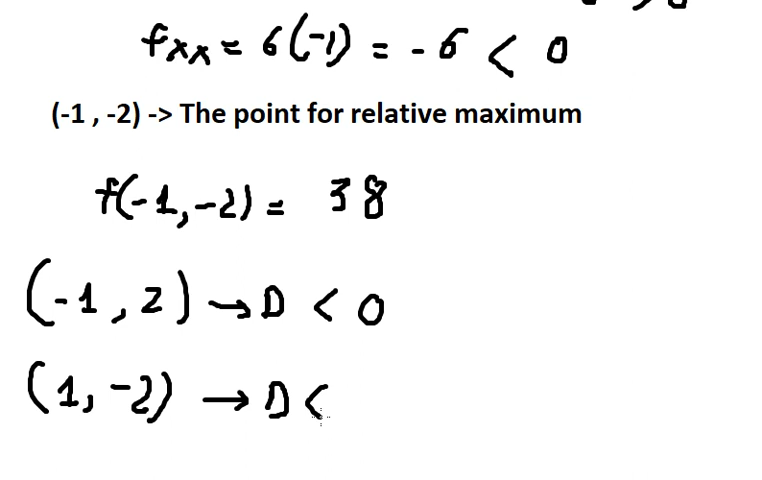 fxx = 6(-1) = - 6 < 0
(-1 , -2) -> The point for relative maximum
f(-1,-2) = 38
(-1 , 2) → D < 0
(1, -2) → D <